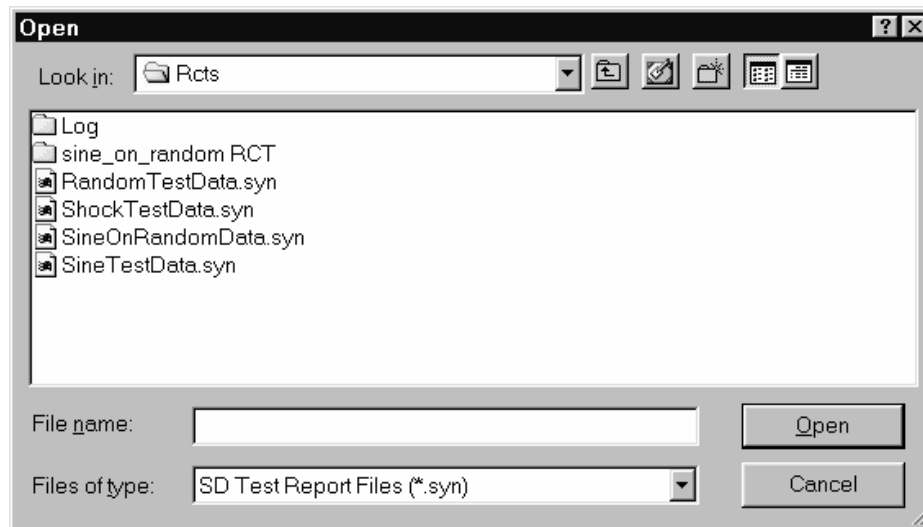 Open
Look in: Rcts
Log
sine_on_random RCT
RandomTestData.syn
ShockTestData.syn
SineOnRandomData.syn
SineTestData.syn
File name:
Open
Files of type: SD Test Report Files (*.syn)
Cancel